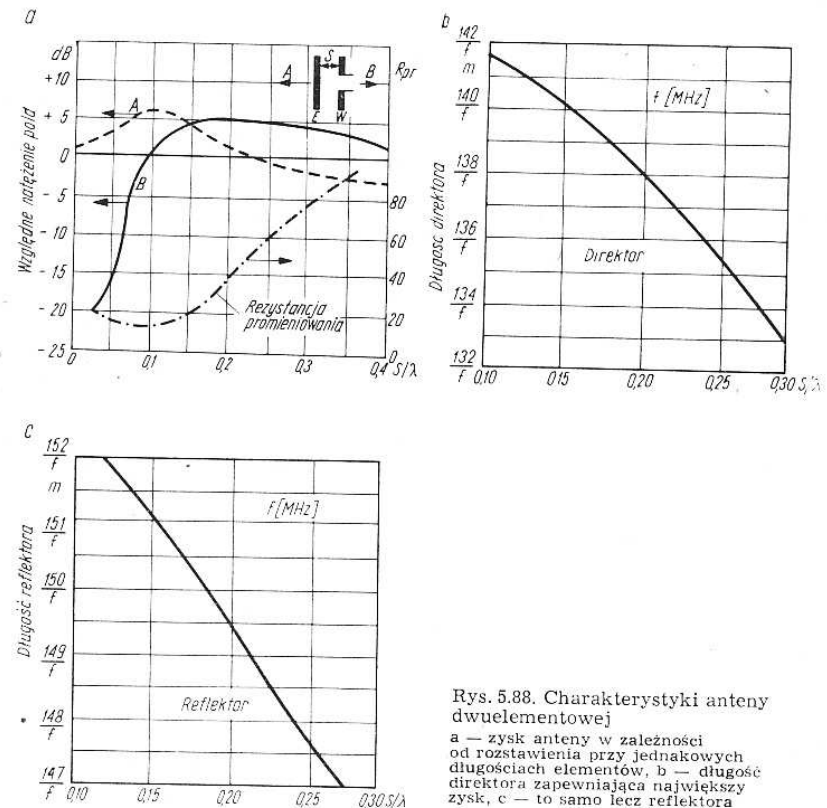 a
dB
+10
+ 5
0
- 5
- 10
- 15
- 20
- 25
Względne natężenie pola
A
B
S
A
B
E
W
Rpr
80
60
40
20
0
Rezystancja
promieniowania
0
0,1
0,2
0,3
0,4 S/λ
b
142/f
m
140/f
138/f
136/f
134/f
132/f
Długość direktora
f [MHz]
Direktor
0,10
0,15
0,20
0,25
0,30 S/λ
c
152/f
m
151/f
150/f
149/f
148/f
147/f
Długość reflektora
f [MHz]
Reflektor
0,10
0,15
0,20
0,25
0,30 S/λ
Rys. 5.88. Charakterystyki anteny
dwuelementowej
a — zysk anteny w zależności
od rozstawienia przy jednakowych
długościach elementów, b — długość
direktora zapewniająca największy
zysk, c — to samo lecz reflektora